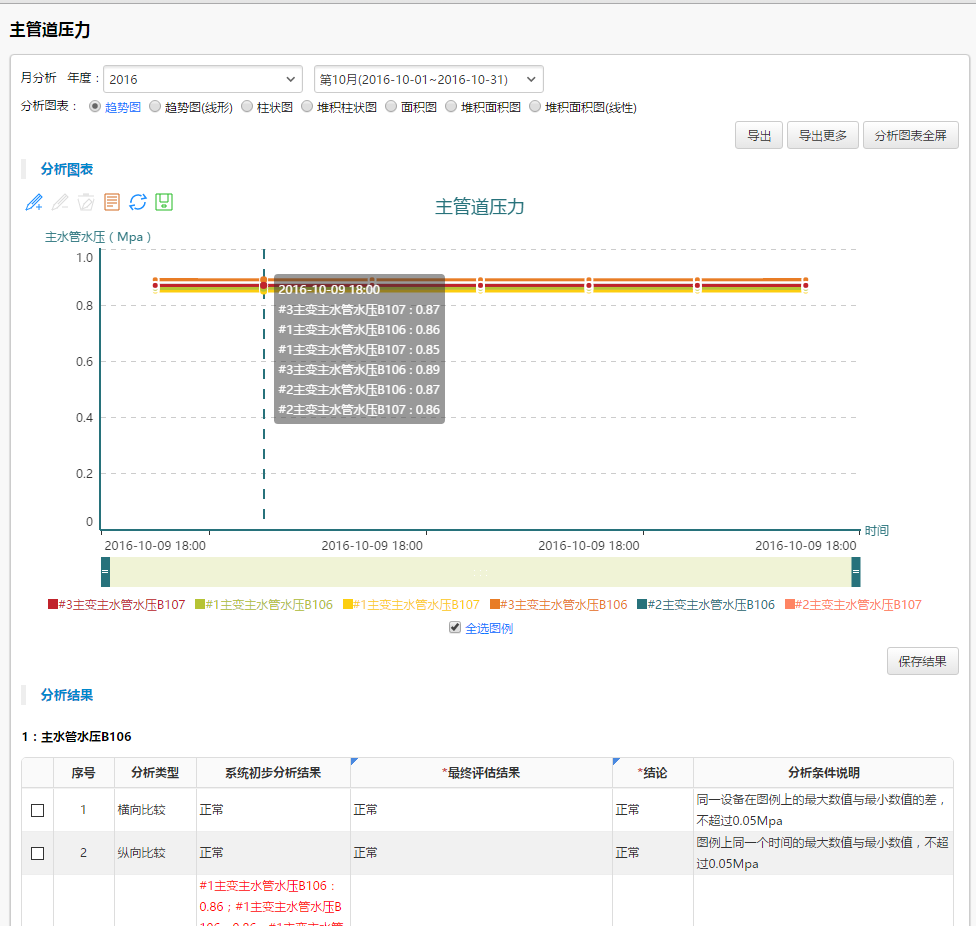 主管道压力
月分析 年度： 2016 第10月(2016-10-01~2016-10-31)
分析图表： 趋势图 趋势图(线形) 柱状图 堆积柱状图 面积图 堆积面积图 堆积面积图(线性)
导出 导出更多 分析图表全屏
分析图表
主管道压力
主水管水压（Mpa）
1.0
2016-10-09 18:00
#3主变主水管水压B107 : 0.87
0.8
#1主变主水管水压B106 : 0.86
#1主变主水管水压B107 : 0.85
0.6
#3主变主水管水压B106 : 0.89
#2主变主水管水压B106 : 0.87
#2主变主水管水压B107 : 0.86
0.4
0.2
0
时间
2016-10-09 18:00 2016-10-09 18:00 2016-10-09 18:00 2016-10-09 18:00
#3主变主水管水压B107 #1主变主水管水压B106 #1主变主水管水压B107 #3主变主水管水压B106 #2主变主水管水压B106 #2主变主水管水压B107
全选图例
保存结果
分析结果
1：主水管水压B106
序号 分析类型 系统初步分析结果 *最终评估结果 *结论 分析条件说明
1 横向比较 正常 正常 正常 同一设备在图例上的最大数值与最小数值的差，
不超过0.05Mpa
2 纵向比较 正常 正常 正常 图例上同一个时间的最大数值与最小数值，不超
过0.05Mpa
#1主变主水管水压B106：
0.86；#1主变主水管水压B